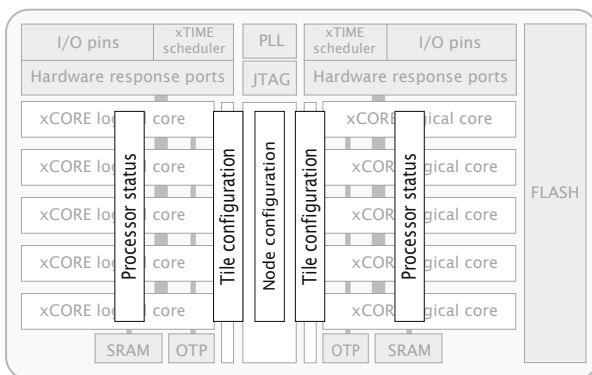 I/O pins
xTIME
scheduler
PLL
xTIME
scheduler
I/O pins
Hardware response ports
JTAG
Hardware response ports
xCORE lo l core
xCORE gical core
xCORE lo l core
xCOR gical core
xCORE lo l core
xCOR gical core
xCORE lo l core
xCOR gical core
xCORE lo l core
xCOR gical core
Processor status
Tile configuration
Node configuration
Tile configuration
Processor status
FLASH
SRAM
OTP
OTP
SRAM